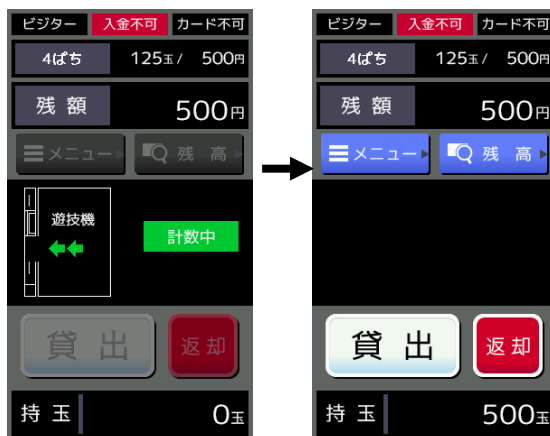 ビジター 入金不可 カード不可
4ぱち 125玉/ 500円
残 額 500円
メニュー 残 高
遊技機
計数中
貸 出 返 却
持 玉 0玉
ビジター 入金不可 カード不可
4ぱち 125玉/ 500円
残 額 500円
メニュー 残 高
貸 出 返 却
持 玉 500玉